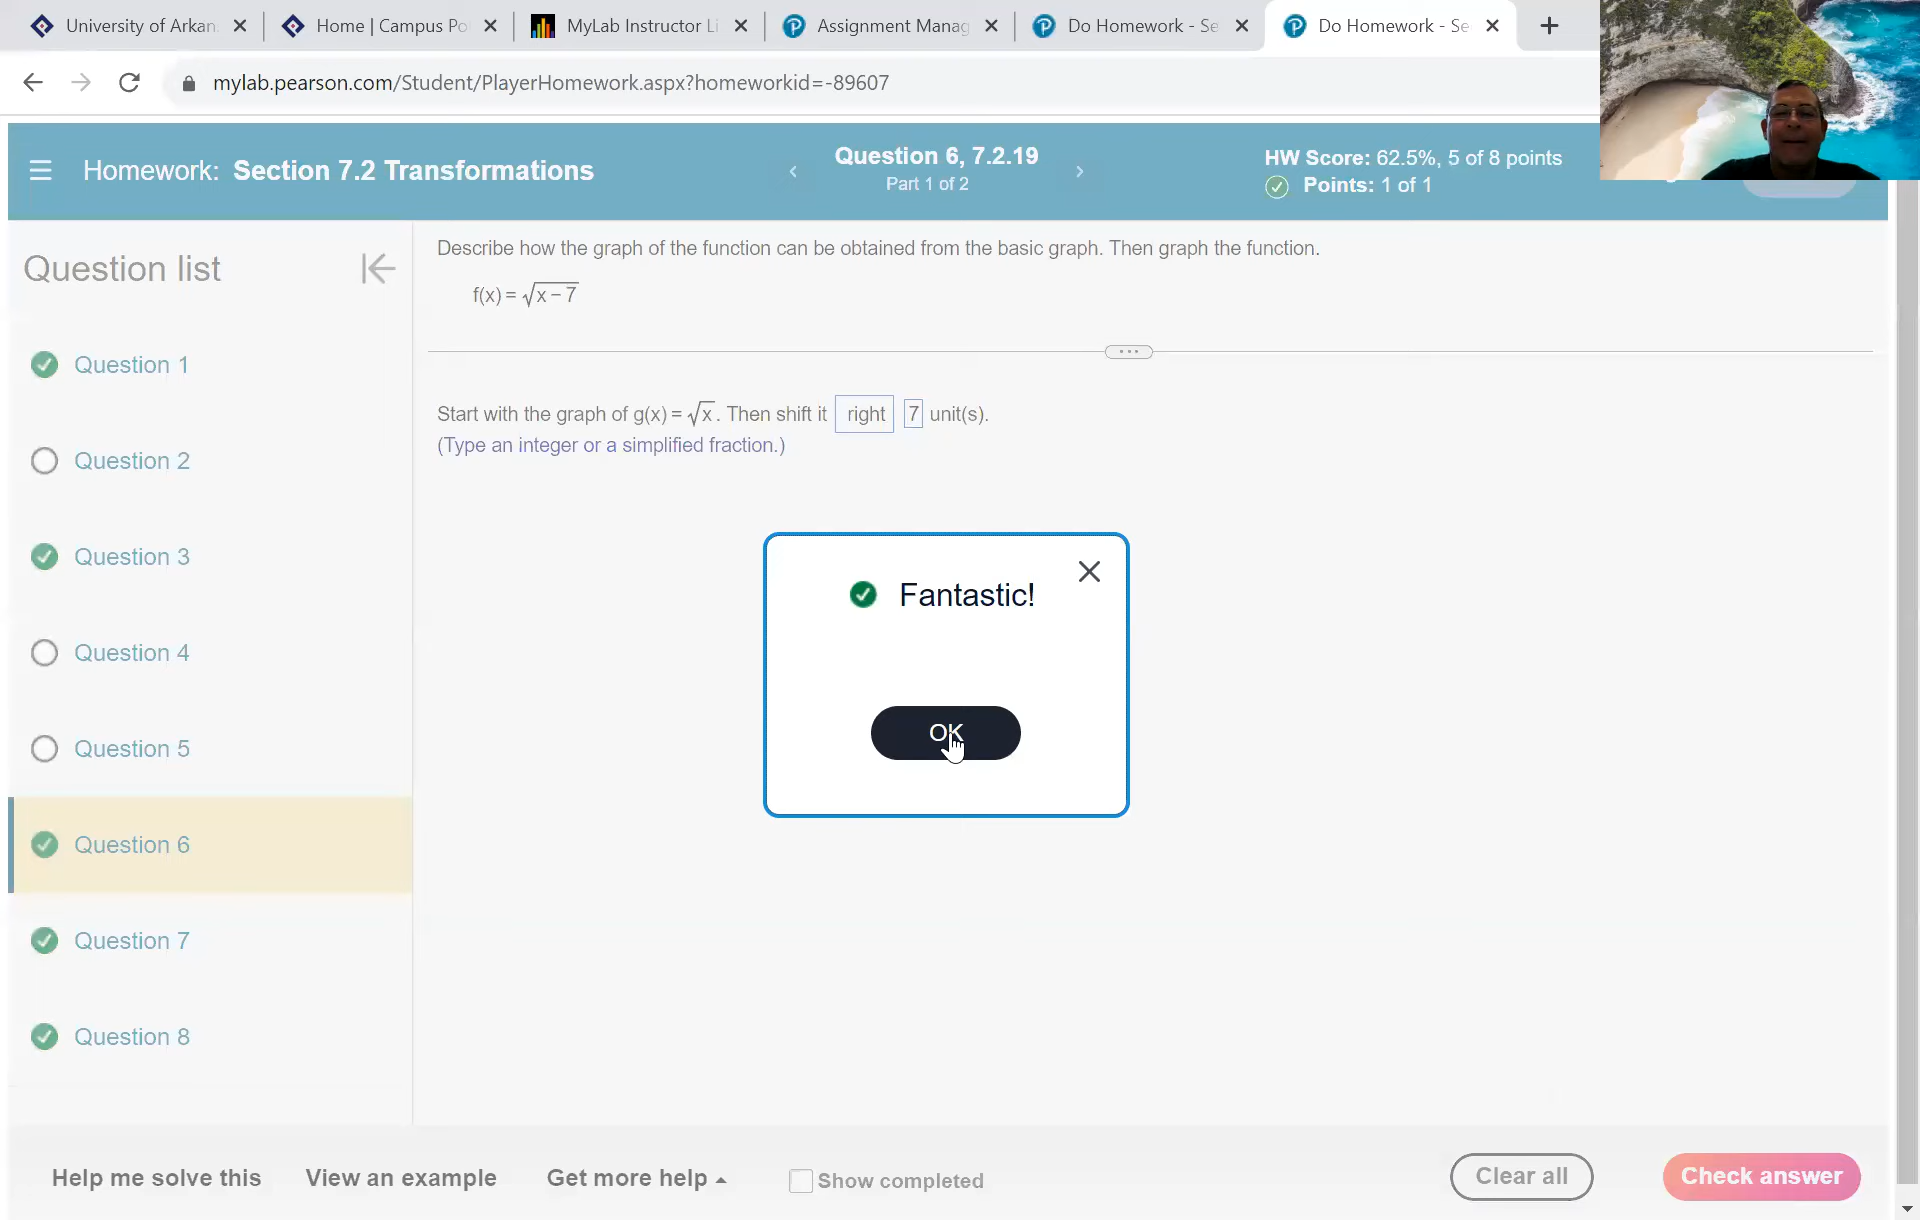 University of Arkan
Home | Campus Po
MyLab Instructor Li
Assignment Manag
Do Homework - Se
Do Homework - Se
mylab.pearson.com/Student/PlayerHomework.aspx?homeworkid=-89607
Homework: Section 7.2 Transformations
Question 6, 7.2.19
Part 1 of 2
HW Score: 62.5%, 5 of 8 points
Points: 1 of 1
Question list
Question 1
Question 2
Question 3
Question 4
Question 5
Question 6
Question 7
Question 8
Describe how the graph of the function can be obtained from the basic graph. Then graph the function.
f(x) = √x − 7
Start with the graph of g(x) = √x. Then shift it right 7 unit(s).
(Type an integer or a simplified fraction.)
Fantastic!
OK
Help me solve this
View an example
Get more help
Show completed
Clear all
Check answer